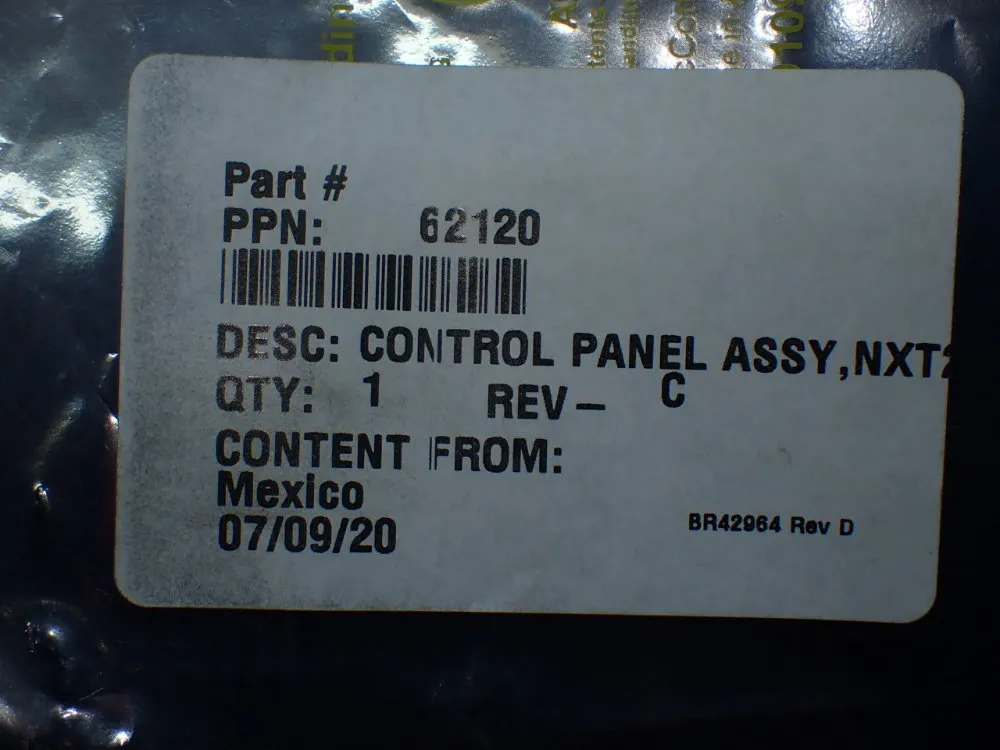 Part #
PPN: 62120
DESC: CONTROL PANEL ASSY,NXT2
QTY: 1 REV– C
CONTENT FROM:
Mexico
07/09/20
BR42964 Rev D